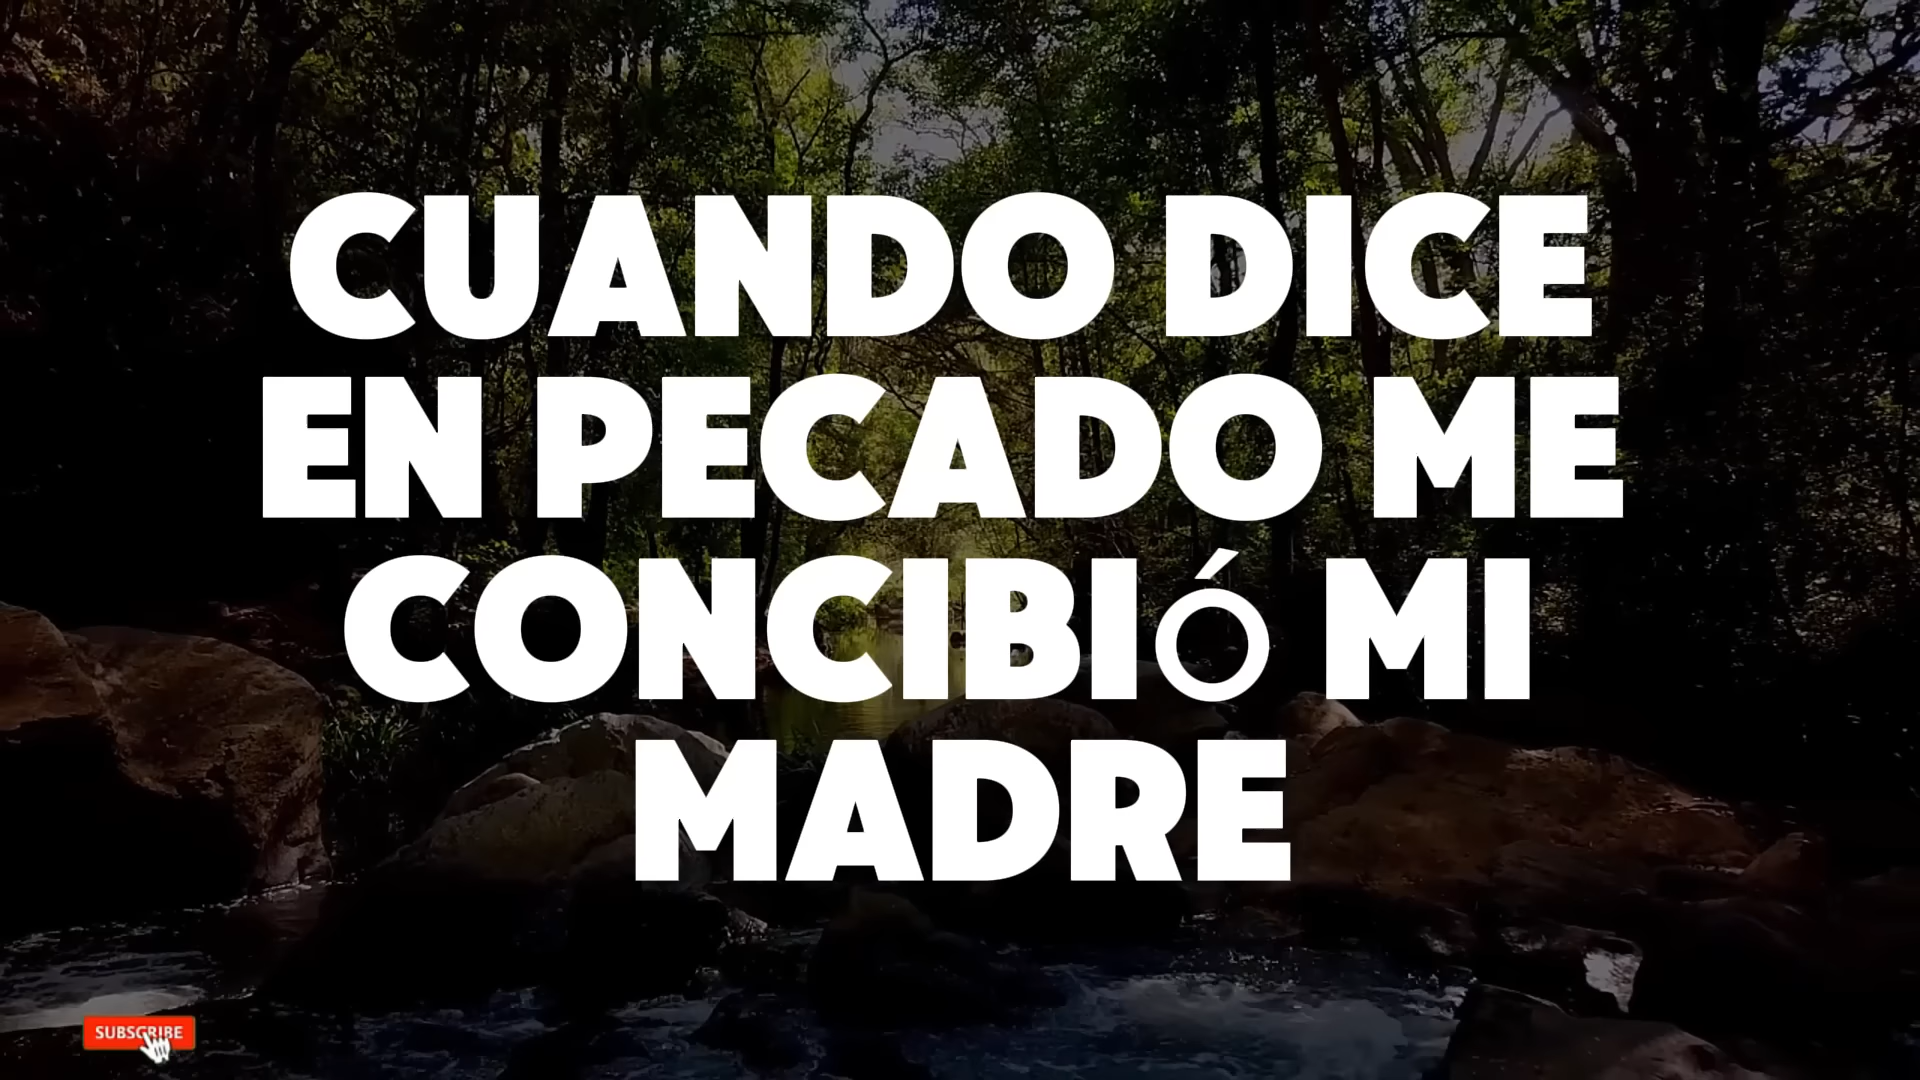 CUANDO DICE
EN PECADO ME
CONCIBIÓ MI
MADRE
SUBSCRIBE